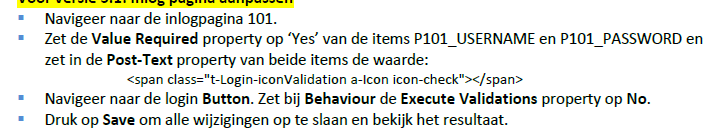 Voor versie 5.1: Inlog pagina aanpassen
▪ Navigeer naar de inlogpagina 101.
▪ Zet de Value Required property op ‘Yes’ van de items P101_USERNAME en P101_PASSWORD en
zet in de Post-Text property van beide items de waarde:
<span class="t-Login-iconValidation a-Icon icon-check"></span>
▪ Navigeer naar de login Button. Zet bij Behaviour de Execute Validations property op No.
▪ Druk op Save om alle wijzigingen op te slaan en bekijk het resultaat.